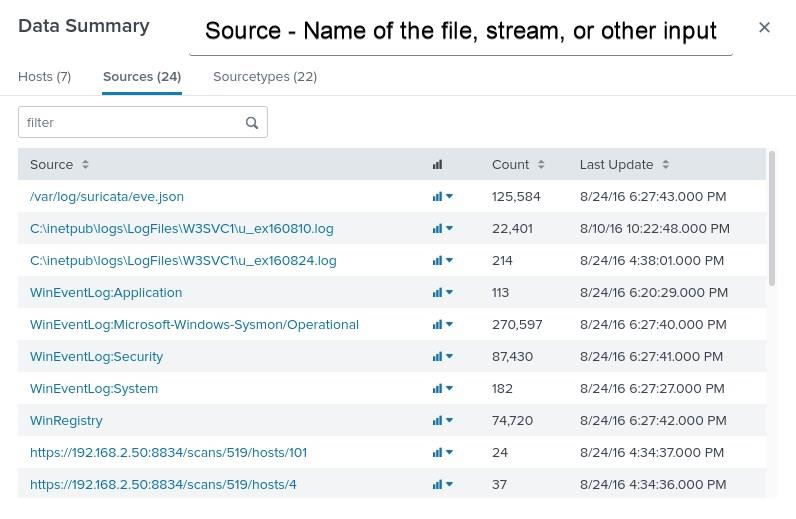 Data Summary
Source - Name of the file, stream, or other input
Hosts (7) Sources (24) Sourcetypes (22)
filter
Source Count Last Update
/var/log/suricata/eve.json 125,584 8/24/16 6:27:43.000 PM
C:\inetpub\logs\LogFiles\W3SVC1\u_ex160810.log 22,401 8/10/16 10:22:48.000 PM
C:\inetpub\logs\LogFiles\W3SVC1\u_ex160824.log 214 8/24/16 4:38:01.000 PM
WinEventLog:Application 113 8/24/16 6:20:29.000 PM
WinEventLog:Microsoft-Windows-Sysmon/Operational 270,597 8/24/16 6:27:40.000 PM
WinEventLog:Security 87,430 8/24/16 6:27:41.000 PM
WinEventLog:System 182 8/24/16 6:27:27.000 PM
WinRegistry 74,720 8/24/16 6:27:42.000 PM
https://192.168.2.50:8834/scans/519/hosts/101 24 8/24/16 4:34:37.000 PM
https://192.168.2.50:8834/scans/519/hosts/4 37 8/24/16 4:34:36.000 PM